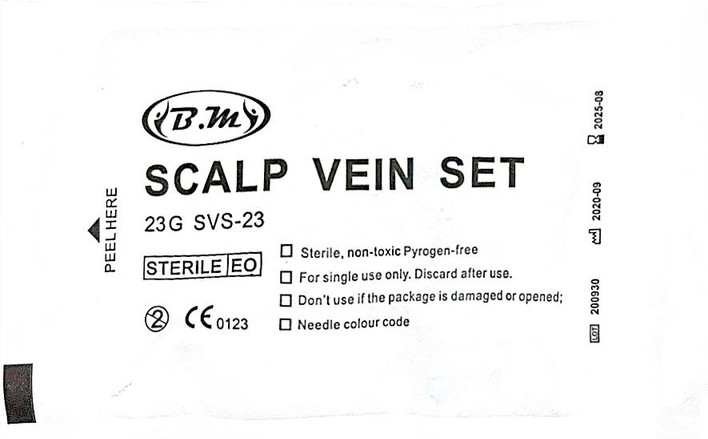 B.M
SCALP VEIN SET
23G SVS-23
PEEL HERE
STERILE EO
2
CE 0123
Sterile, non-toxic Pyrogen-free
For single use only. Discard after use.
Don't use if the package is damaged or opened;
Needle colour code
2025-08
2020-09
LOT 200930